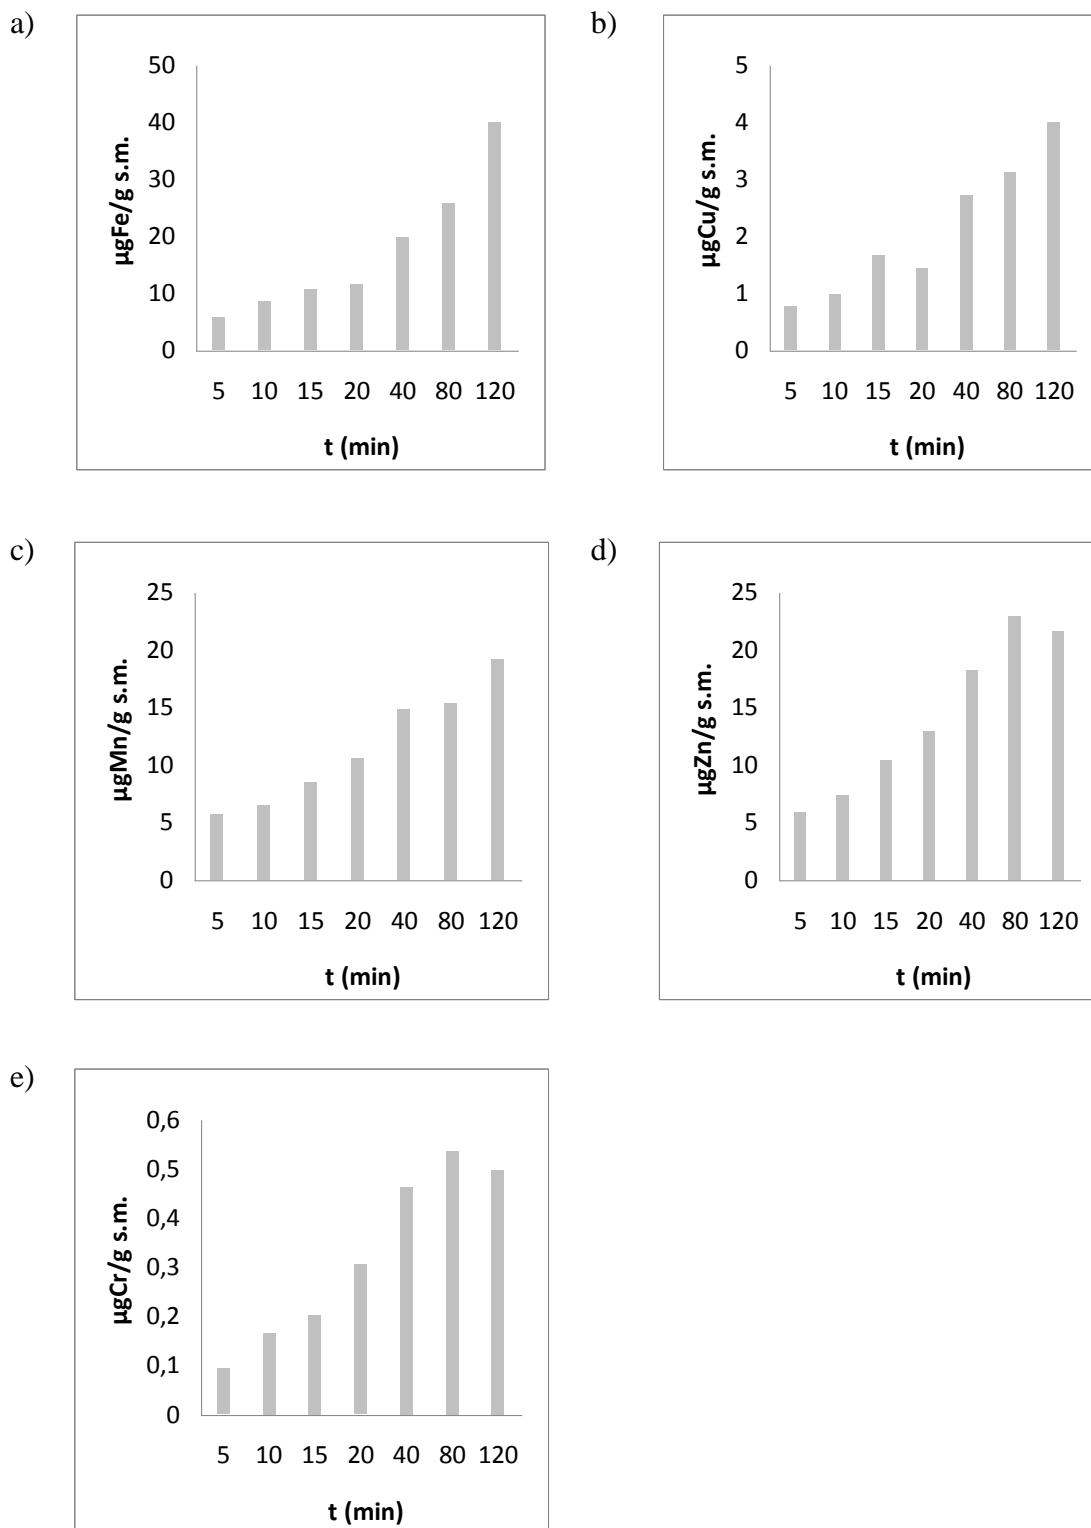 a)
50
40
30
20
10
0
µgFe/g s.m.
5 10 15 20 40 80 120
t (min)
b)
5
4
3
2
1
0
µgCu/g s.m.
5 10 15 20 40 80 120
t (min)
c)
25
20
15
10
5
0
µgMn/g s.m.
5 10 15 20 40 80 120
t (min)
d)
25
20
15
10
5
0
µgZn/g s.m.
5 10 15 20 40 80 120
t (min)
e)
0,6
0,5
0,4
0,3
0,2
0,1
0
µgCr/g s.m.
5 10 15 20 40 80 120
t (min)